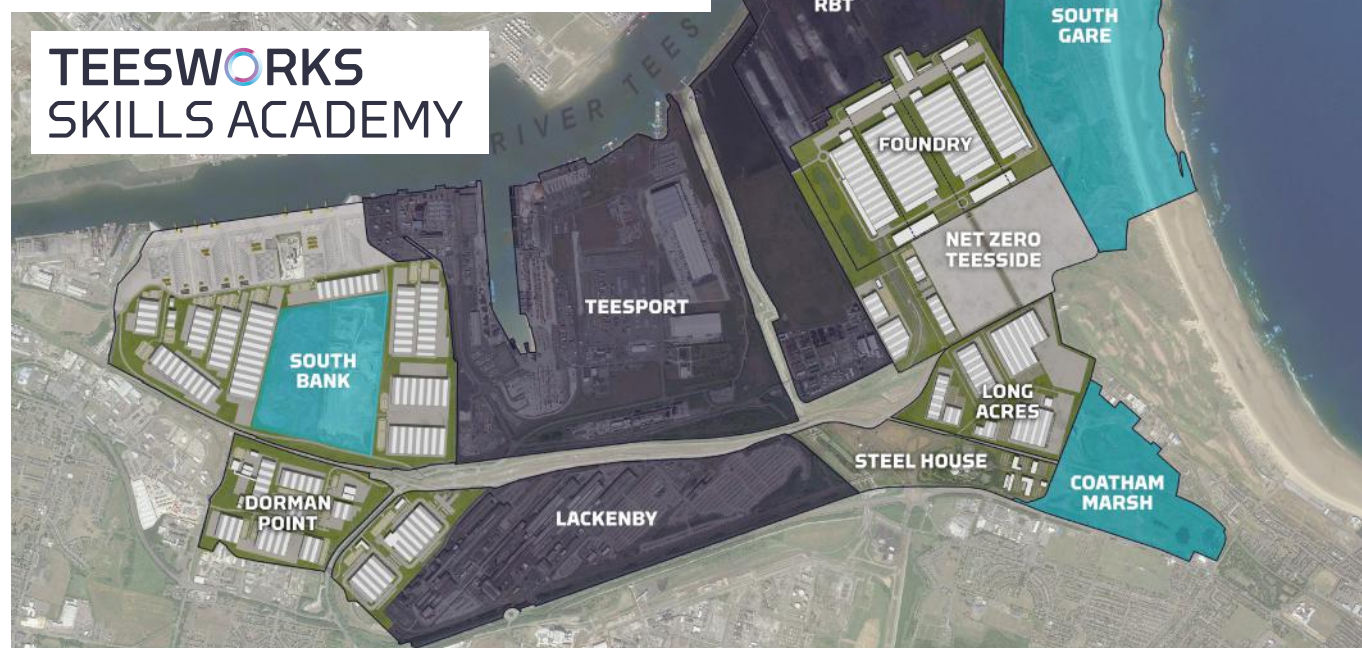 RBT
SOUTH
GARE
TEESWORKS
SKILLS ACADEMY
RIVER TEES
FOUNDRY
NET ZERO
TEESSIDE
TEESPORT
SOUTH
BANK
LONG
ACRES
STEEL HOUSE
COATHAM
MARSH
DORMAN
POINT
LACKENBY